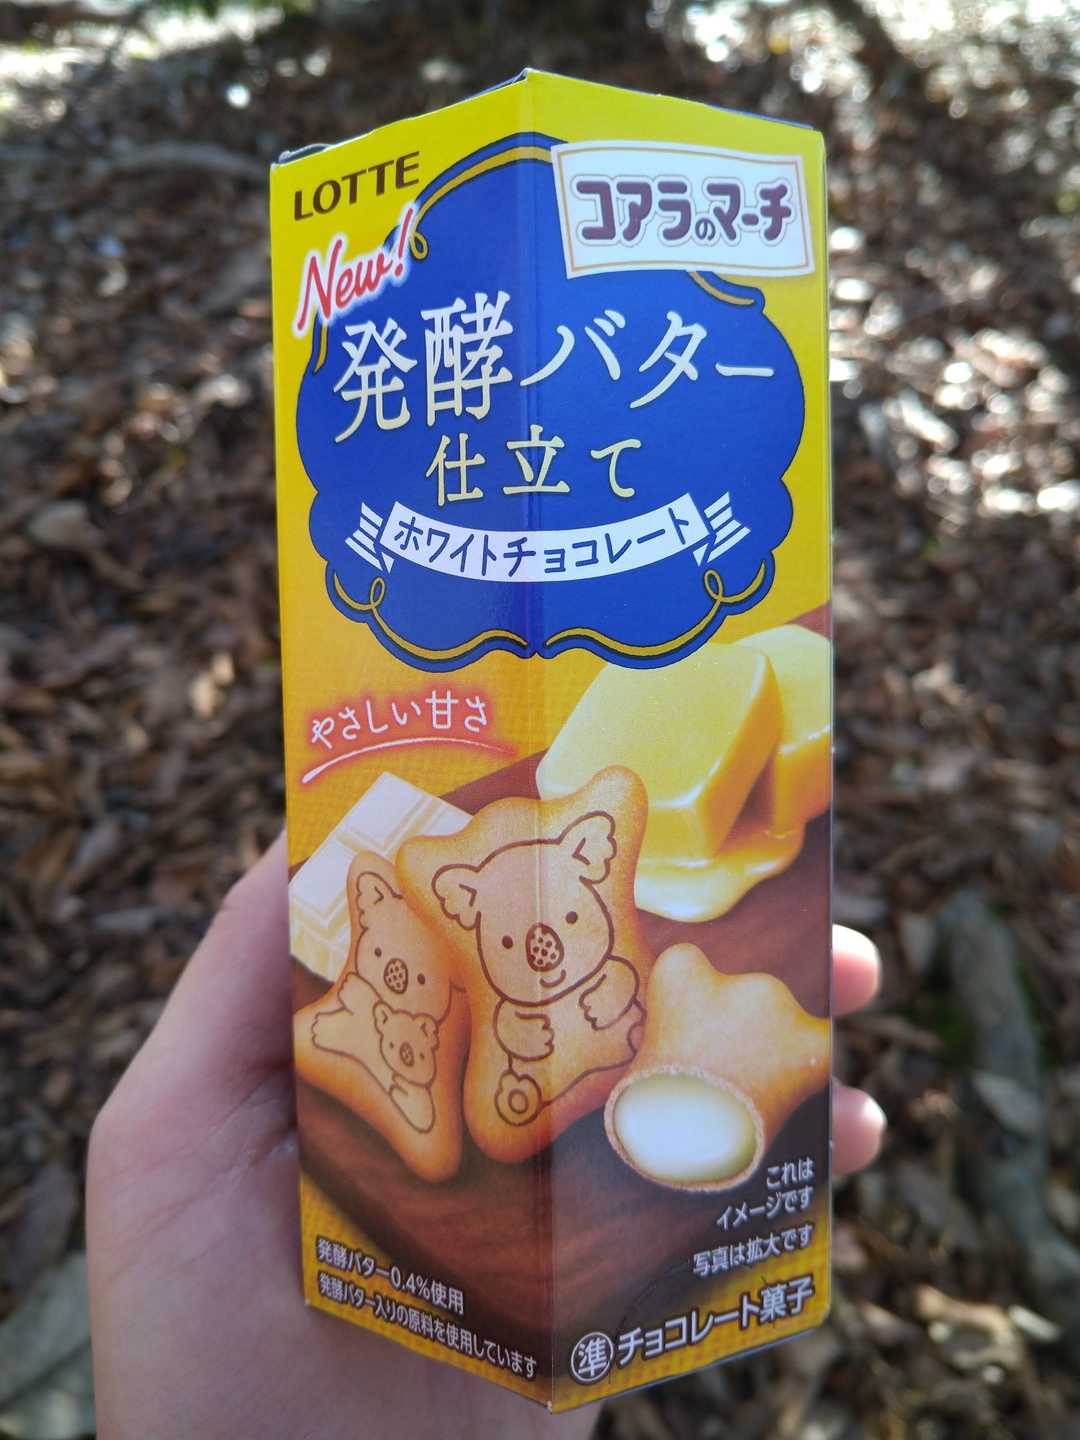 LOTTE
コアラのマーチ
New!
発酵バター
仕立て
ホワイトチョコレート
やさしい甘さ
これは
イメージです
写真は拡大です
発酵バター0.4%使用
発酵バター入りの原料を使用しています
準チョコレート菓子